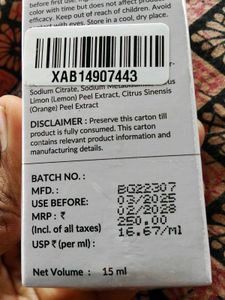 before first use.
color with time but does not affect product
efficacy. Keep out of reach of children. Avoid
contact with eyes. Store in a cool, dry place.
XAB14907443
Sodium Citrate, Sodium Metabisulfite, Citrus
Limon (Lemon) Peel Extract, Citrus Sinensis
(Orange) Peel Extract
DISCLAIMER : Preserve this carton till
product is fully consumed. This carton
contains relevant product information and
manufacturing details.
BATCH NO.: BG22307
MFD.: 03/2025
USE BEFORE: 02/2028
MRP : ₹ 250.00
(Incl. of all taxes)
USP ₹ (per ml): 16.67/ml
Net Volume : 15 ml